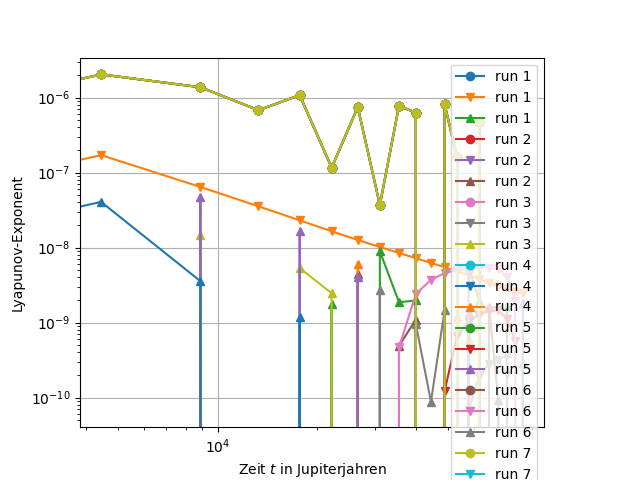 10⁻⁶
10⁻⁷
10⁻⁸
10⁻⁹
10⁻¹⁰
Lyapunov-Exponent
10⁴
Zeit t in Jupiterjahren
run 1
run 1
run 1
run 2
run 2
run 2
run 3
run 3
run 3
run 4
run 4
run 4
run 5
run 5
run 5
run 6
run 6
run 6
run 7
run 7